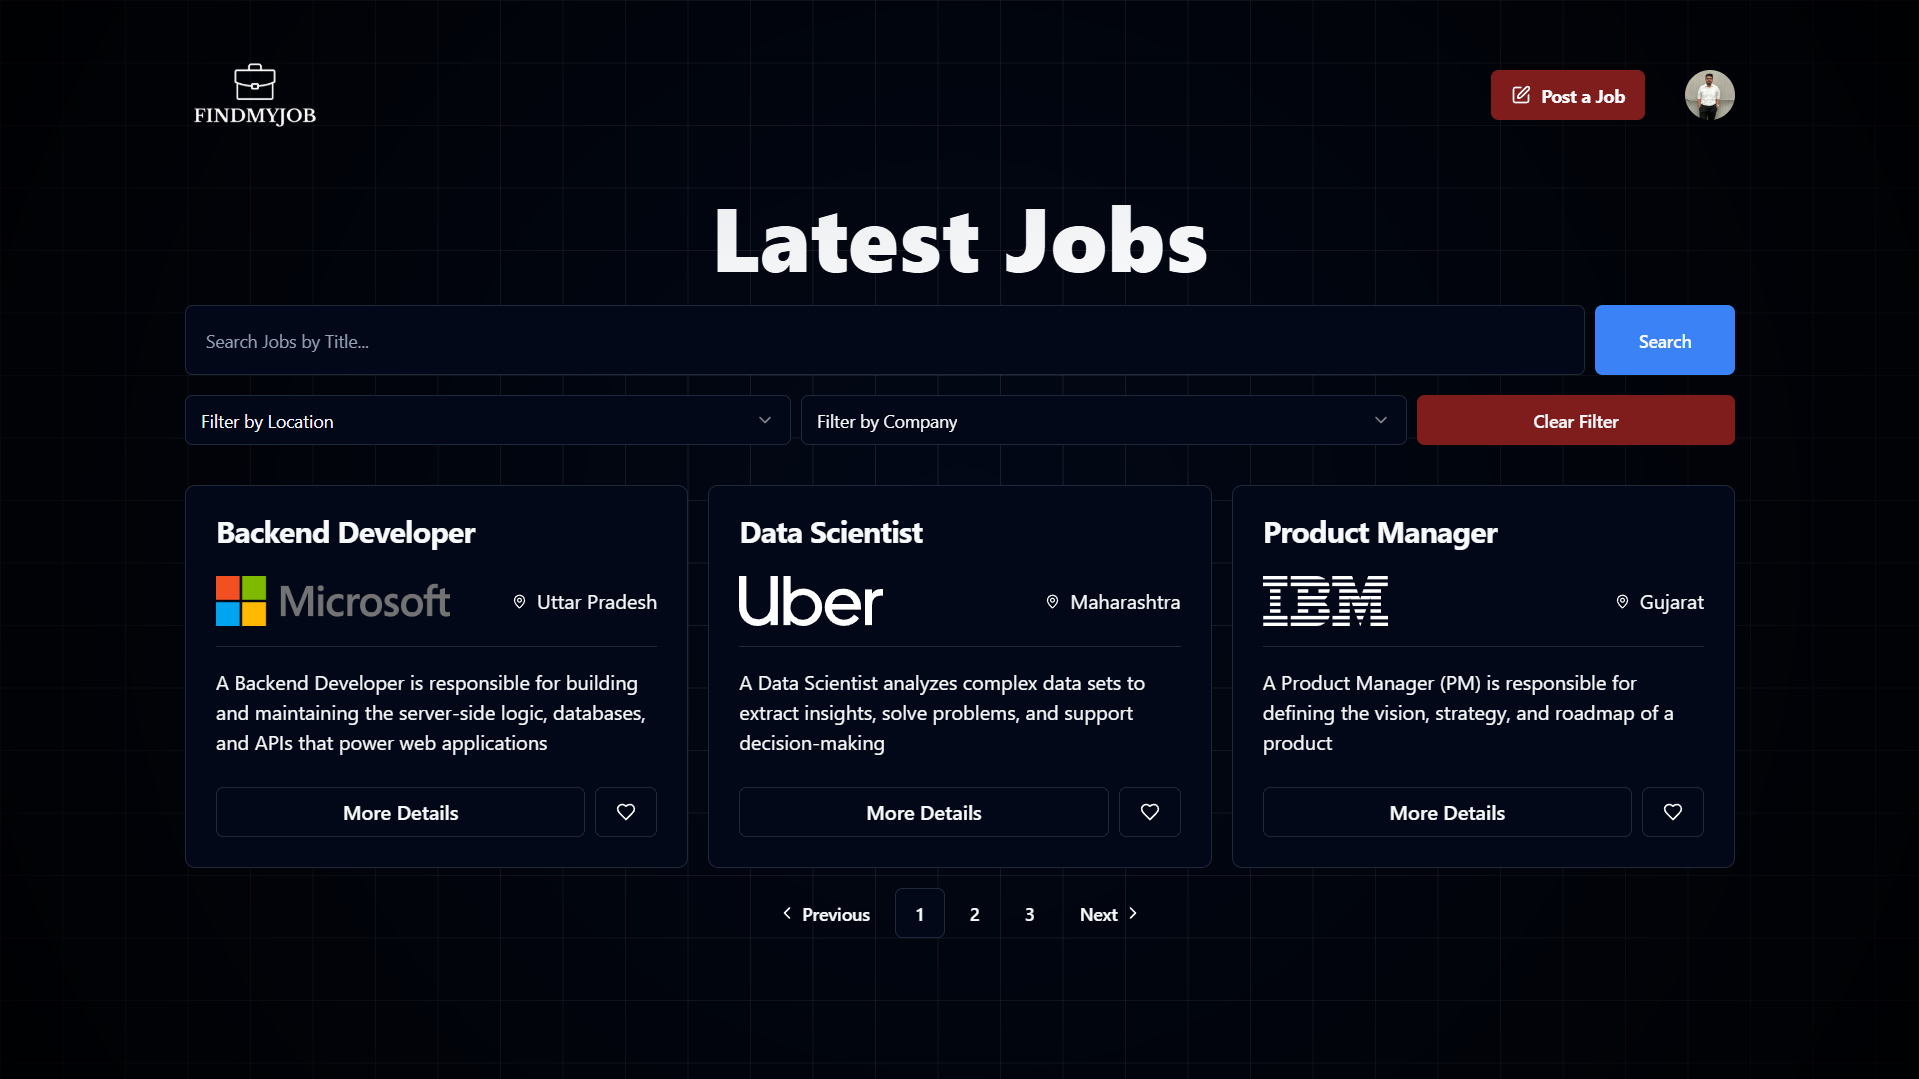 FINDMYJOB
Post a Job
Latest Jobs
Search Jobs by Title...
Search
Filter by Location
Filter by Company
Clear Filter
Backend Developer
Microsoft
Uttar Pradesh
A Backend Developer is responsible for building
and maintaining the server-side logic, databases,
and APIs that power web applications
More Details
Data Scientist
Uber
Maharashtra
A Data Scientist analyzes complex data sets to
extract insights, solve problems, and support
decision-making
More Details
Product Manager
IBM
Gujarat
A Product Manager (PM) is responsible for
defining the vision, strategy, and roadmap of a
product
More Details
Previous 1 2 3 Next